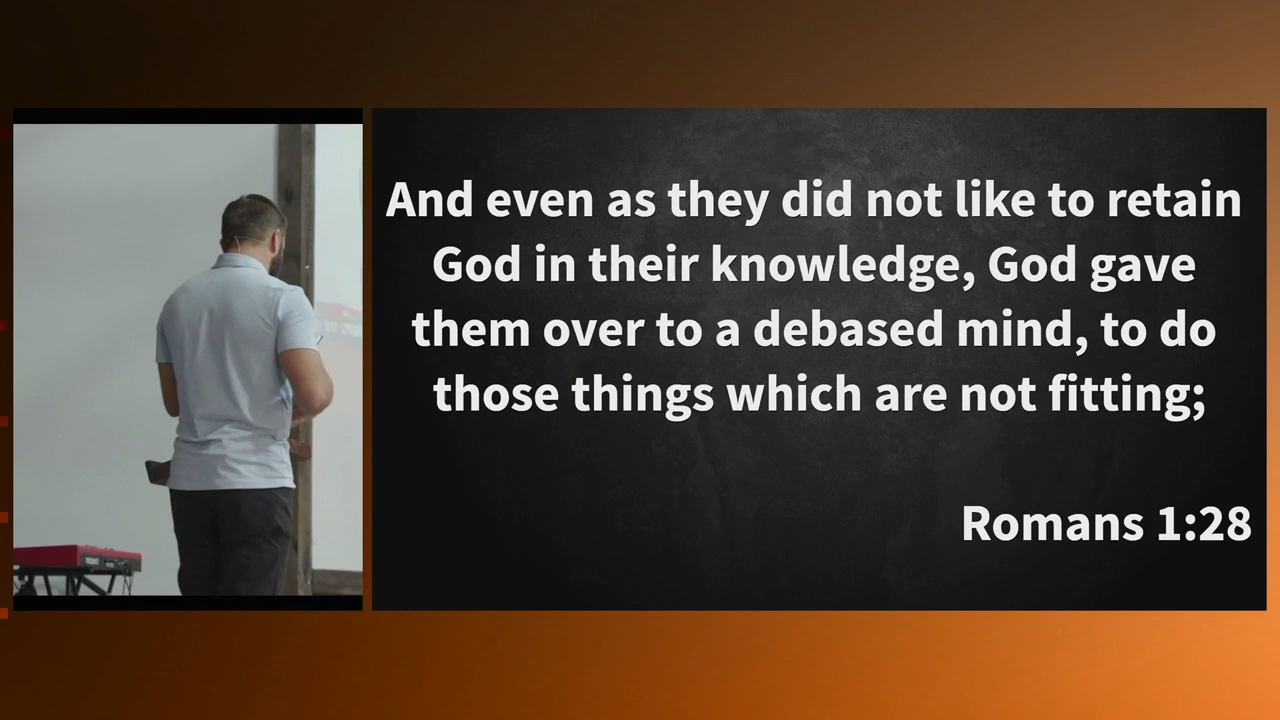 And even as they did not like to retain
God in their knowledge, God gave
them over to a debased mind, to do
those things which are not fitting;
Romans 1:28